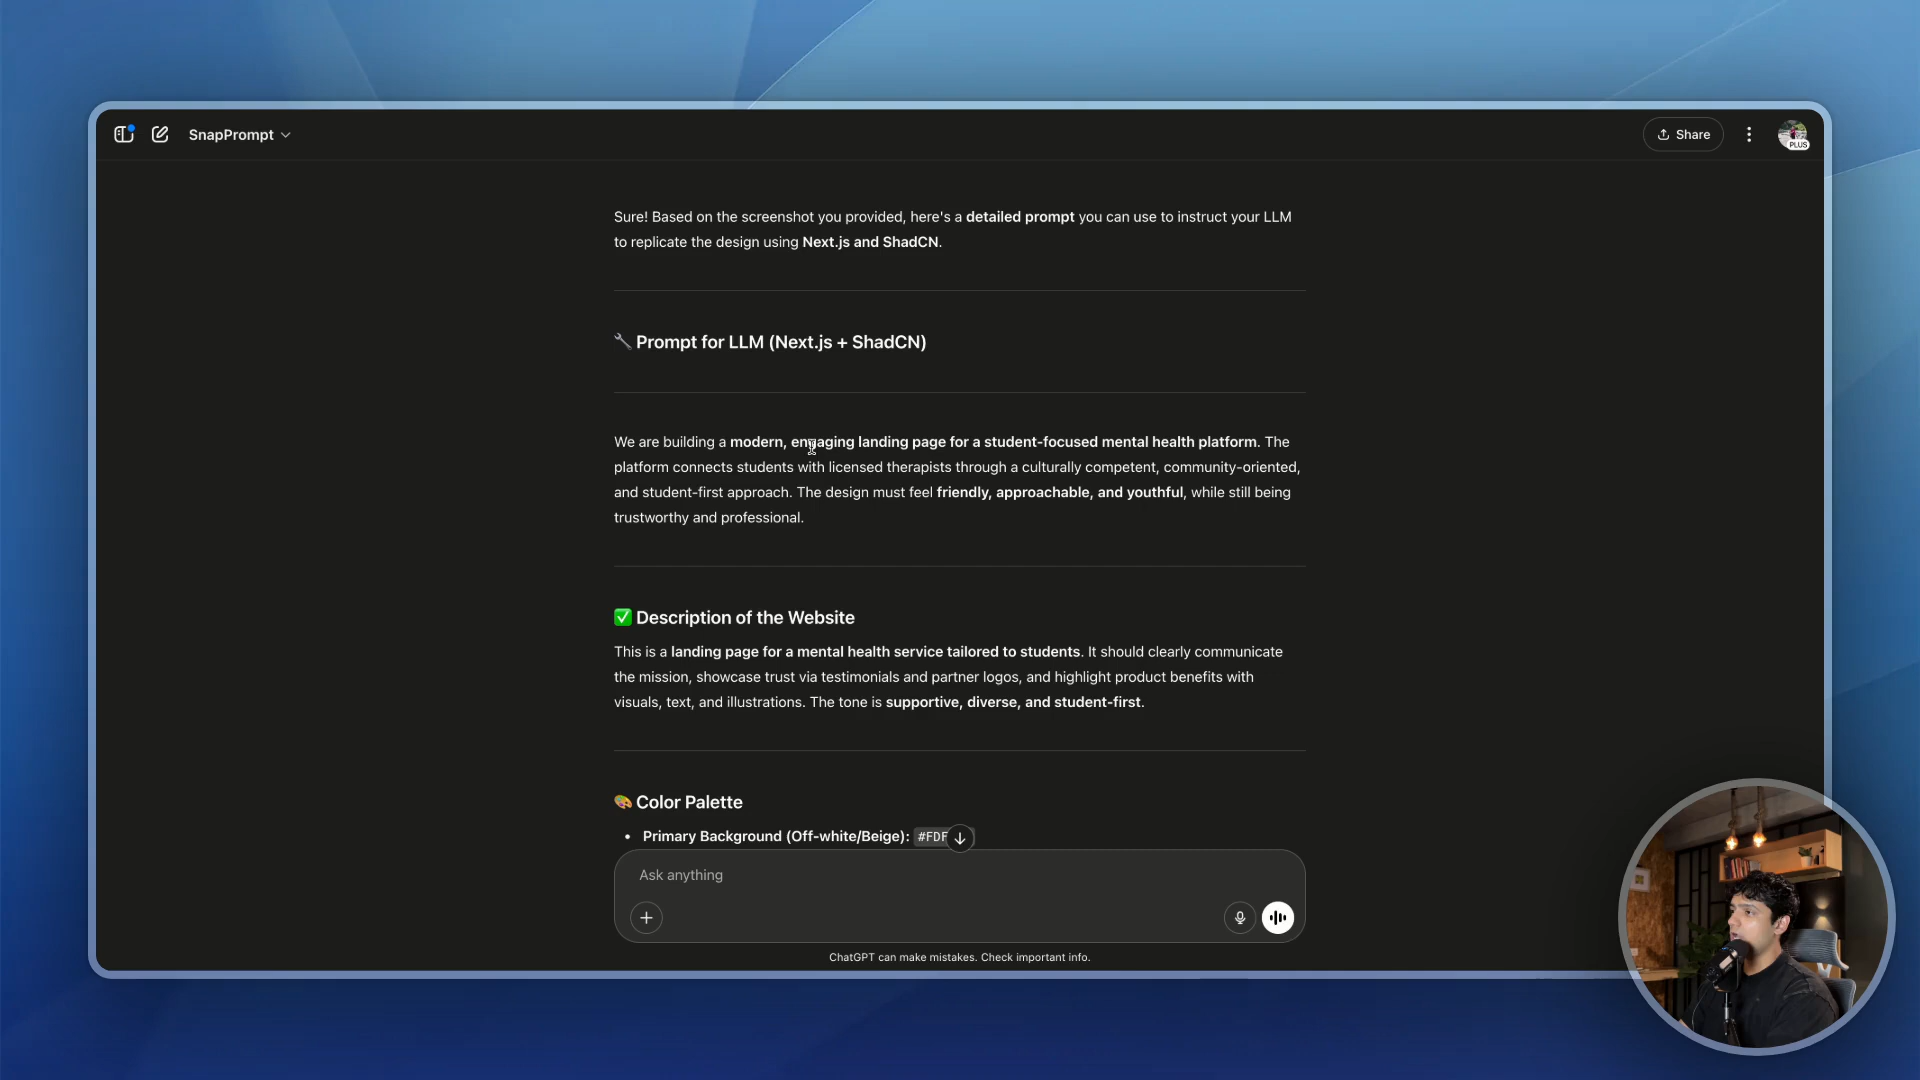 SnapPrompt
Share
PLUS
Sure! Based on the screenshot you provided, here's a detailed prompt you can use to instruct your LLM
to replicate the design using Next.js and ShadCN.
Prompt for LLM (Next.js + ShadCN)
We are building a modern, engaging landing page for a student-focused mental health platform. The
platform connects students with licensed therapists through a culturally competent, community-oriented,
and student-first approach. The design must feel friendly, approachable, and youthful, while still being
trustworthy and professional.
Description of the Website
This is a landing page for a mental health service tailored to students. It should clearly communicate
the mission, showcase trust via testimonials and partner logos, and highlight product benefits with
visuals, text, and illustrations. The tone is supportive, diverse, and student-first.
Color Palette
• Primary Background (Off-white/Beige):
Ask anything
ChatGPT can make mistakes. Check important info.